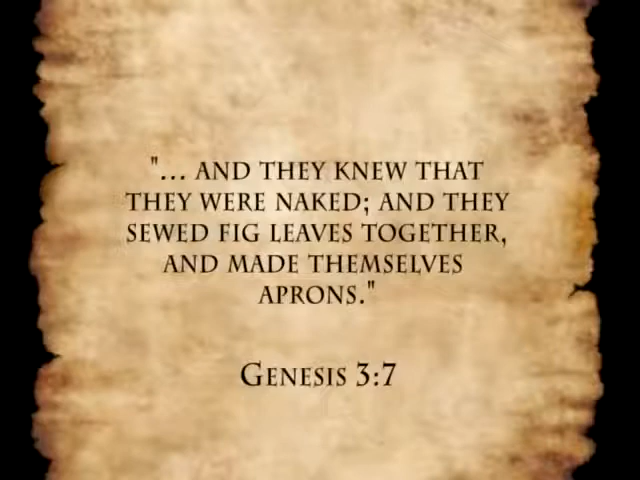 "... AND THEY KNEW THAT
THEY WERE NAKED; AND THEY
SEWED FIG LEAVES TOGETHER,
AND MADE THEMSELVES
APRONS."
GENESIS 3:7